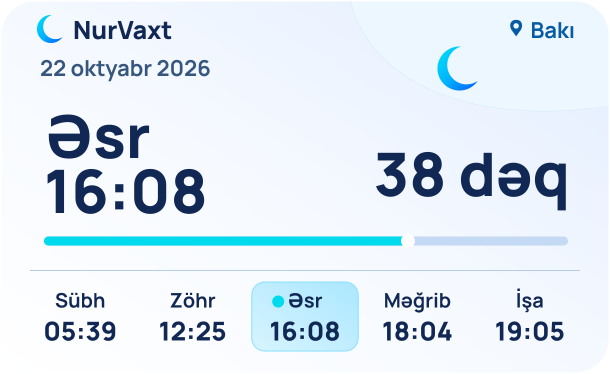 NurVaxt
Bakı
22 oktyabr 2026
Əsr
16:08
38 dəq
Sübh
Zöhr
Əsr
Məğrib
İşa
05:39
12:25
16:08
18:04
19:05